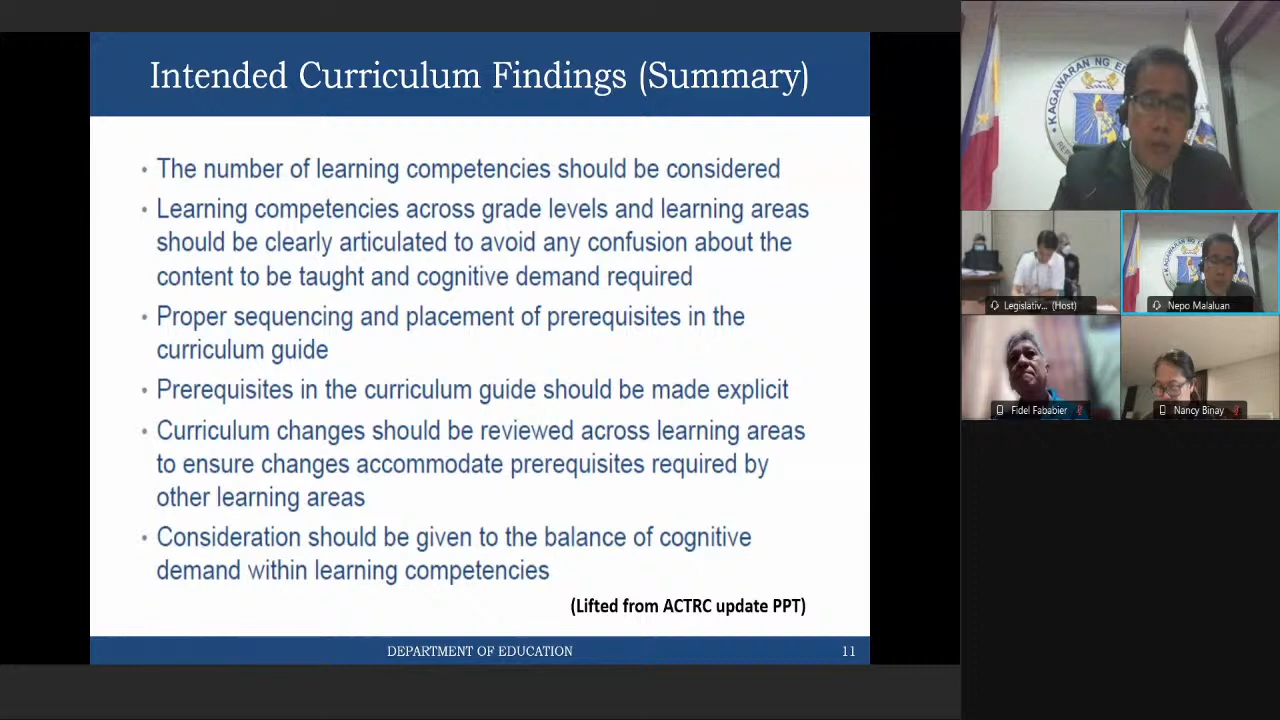 Intended Curriculum Findings (Summary)
• The number of learning competencies should be considered
• Learning competencies across grade levels and learning areas
should be clearly articulated to avoid any confusion about the
content to be taught and cognitive demand required
• Proper sequencing and placement of prerequisites in the
curriculum guide
• Prerequisites in the curriculum guide should be made explicit
• Curriculum changes should be reviewed across learning areas
to ensure changes accommodate prerequisites required by
other learning areas
• Consideration should be given to the balance of cognitive
demand within learning competencies
(Lifted from ACTRC update PPT)
DEPARTMENT OF EDUCATION
11
KAGAWARAN NG
Legislativ... (Host)
Nepo Malaluan
Fidel Fababier
Nancy Binay